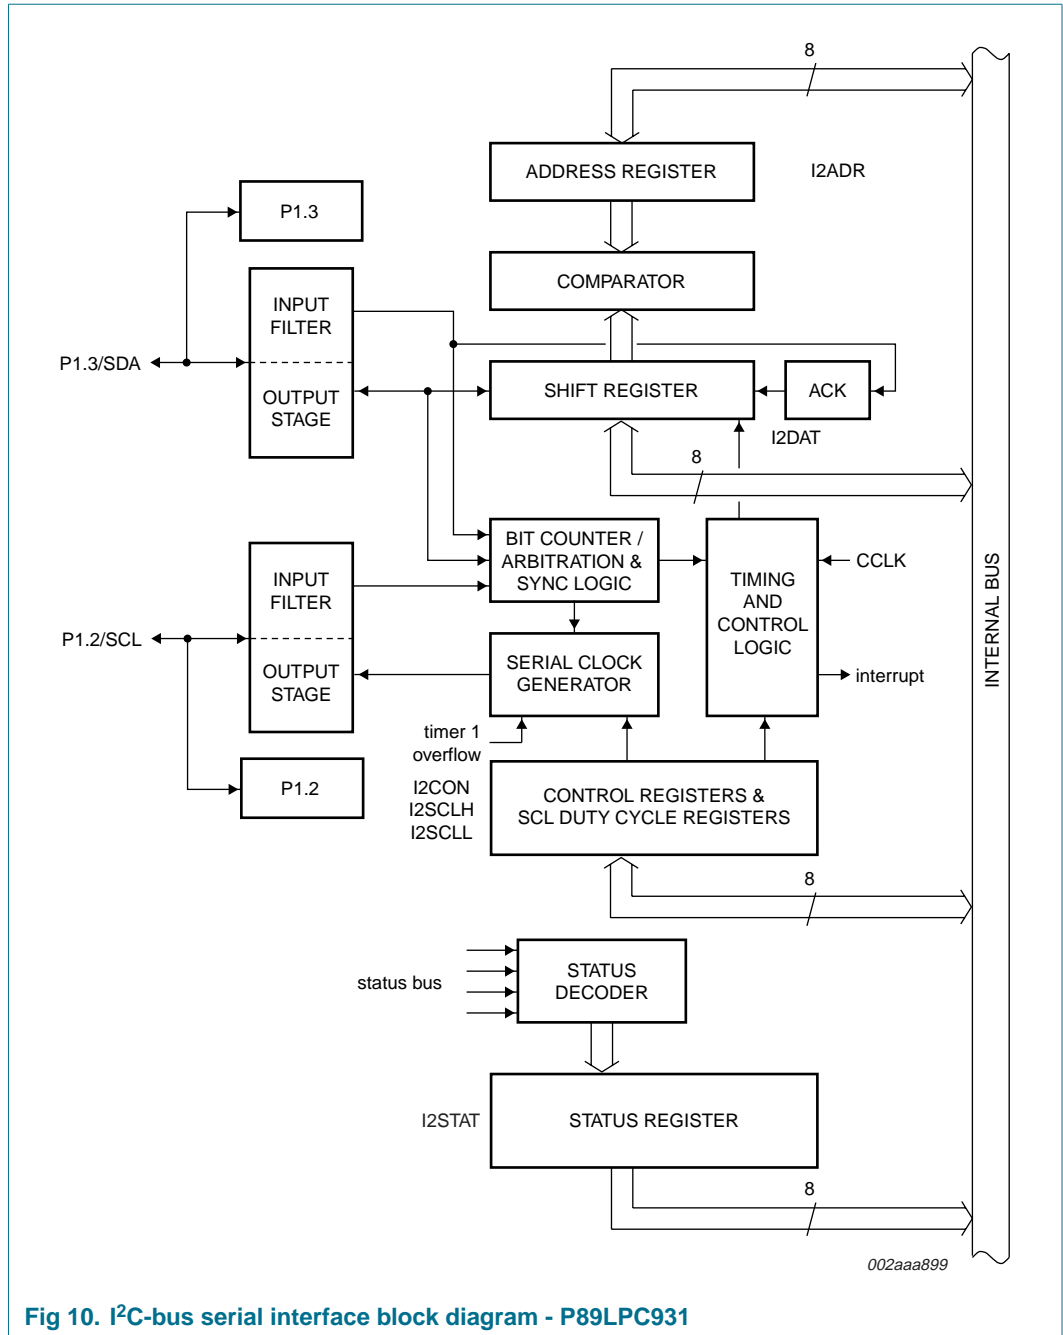 8
ADDRESS REGISTER
I2ADR
P1.3
COMPARATOR
INPUT
FILTER
P1.3/SDA
OUTPUT
STAGE
SHIFT REGISTER
ACK
I2DAT
8
BIT COUNTER /
ARBITRATION &
SYNC LOGIC
INPUT
FILTER
TIMING
AND
CONTROL
LOGIC
CCLK
INTERNAL BUS
P1.2/SCL
OUTPUT
STAGE
SERIAL CLOCK
GENERATOR
interrupt
timer 1
overflow
P1.2
I2CON
I2SCLH
I2SCLL
CONTROL REGISTERS &
SCL DUTY CYCLE REGISTERS
8
status bus
STATUS
DECODER
I2STAT
STATUS REGISTER
8
002aaa899
Fig 10. I²C-bus serial interface block diagram - P89LPC931